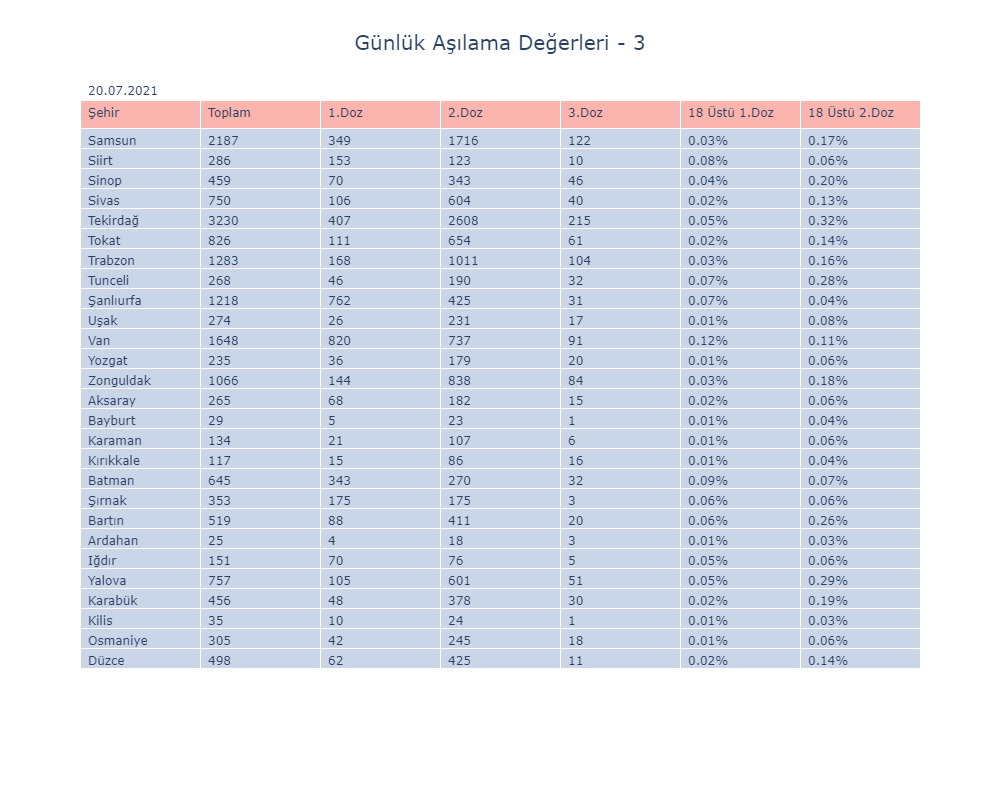 Günlük Aşılama Değerleri - 3
20.07.2021
Şehir Toplam 1.Doz 2.Doz 3.Doz 18 Üstü 1.Doz 18 Üstü 2.Doz
Samsun 2187 349 1716 122 0.03% 0.17%
Siirt 286 153 123 10 0.08% 0.06%
Sinop 459 70 343 46 0.04% 0.20%
Sivas 750 106 604 40 0.02% 0.13%
Tekirdağ 3230 407 2608 215 0.05% 0.32%
Tokat 826 111 654 61 0.02% 0.14%
Trabzon 1283 168 1011 104 0.03% 0.16%
Tunceli 268 46 190 32 0.07% 0.28%
Şanlıurfa 1218 762 425 31 0.07% 0.04%
Uşak 274 26 231 17 0.01% 0.08%
Van 1648 820 737 91 0.12% 0.11%
Yozgat 235 36 179 20 0.01% 0.06%
Zonguldak 1066 144 838 84 0.03% 0.18%
Aksaray 265 68 182 15 0.02% 0.06%
Bayburt 29 5 23 1 0.01% 0.04%
Karaman 134 21 107 6 0.01% 0.06%
Kırıkkale 117 15 86 16 0.01% 0.04%
Batman 645 343 270 32 0.09% 0.07%
Şırnak 353 175 175 3 0.06% 0.06%
Bartın 519 88 411 20 0.06% 0.26%
Ardahan 25 4 18 3 0.01% 0.03%
Iğdır 151 70 76 5 0.05% 0.06%
Yalova 757 105 601 51 0.05% 0.29%
Karabük 456 48 378 30 0.02% 0.19%
Kilis 35 10 24 1 0.01% 0.03%
Osmaniye 305 42 245 18 0.01% 0.06%
Düzce 498 62 425 11 0.02% 0.14%